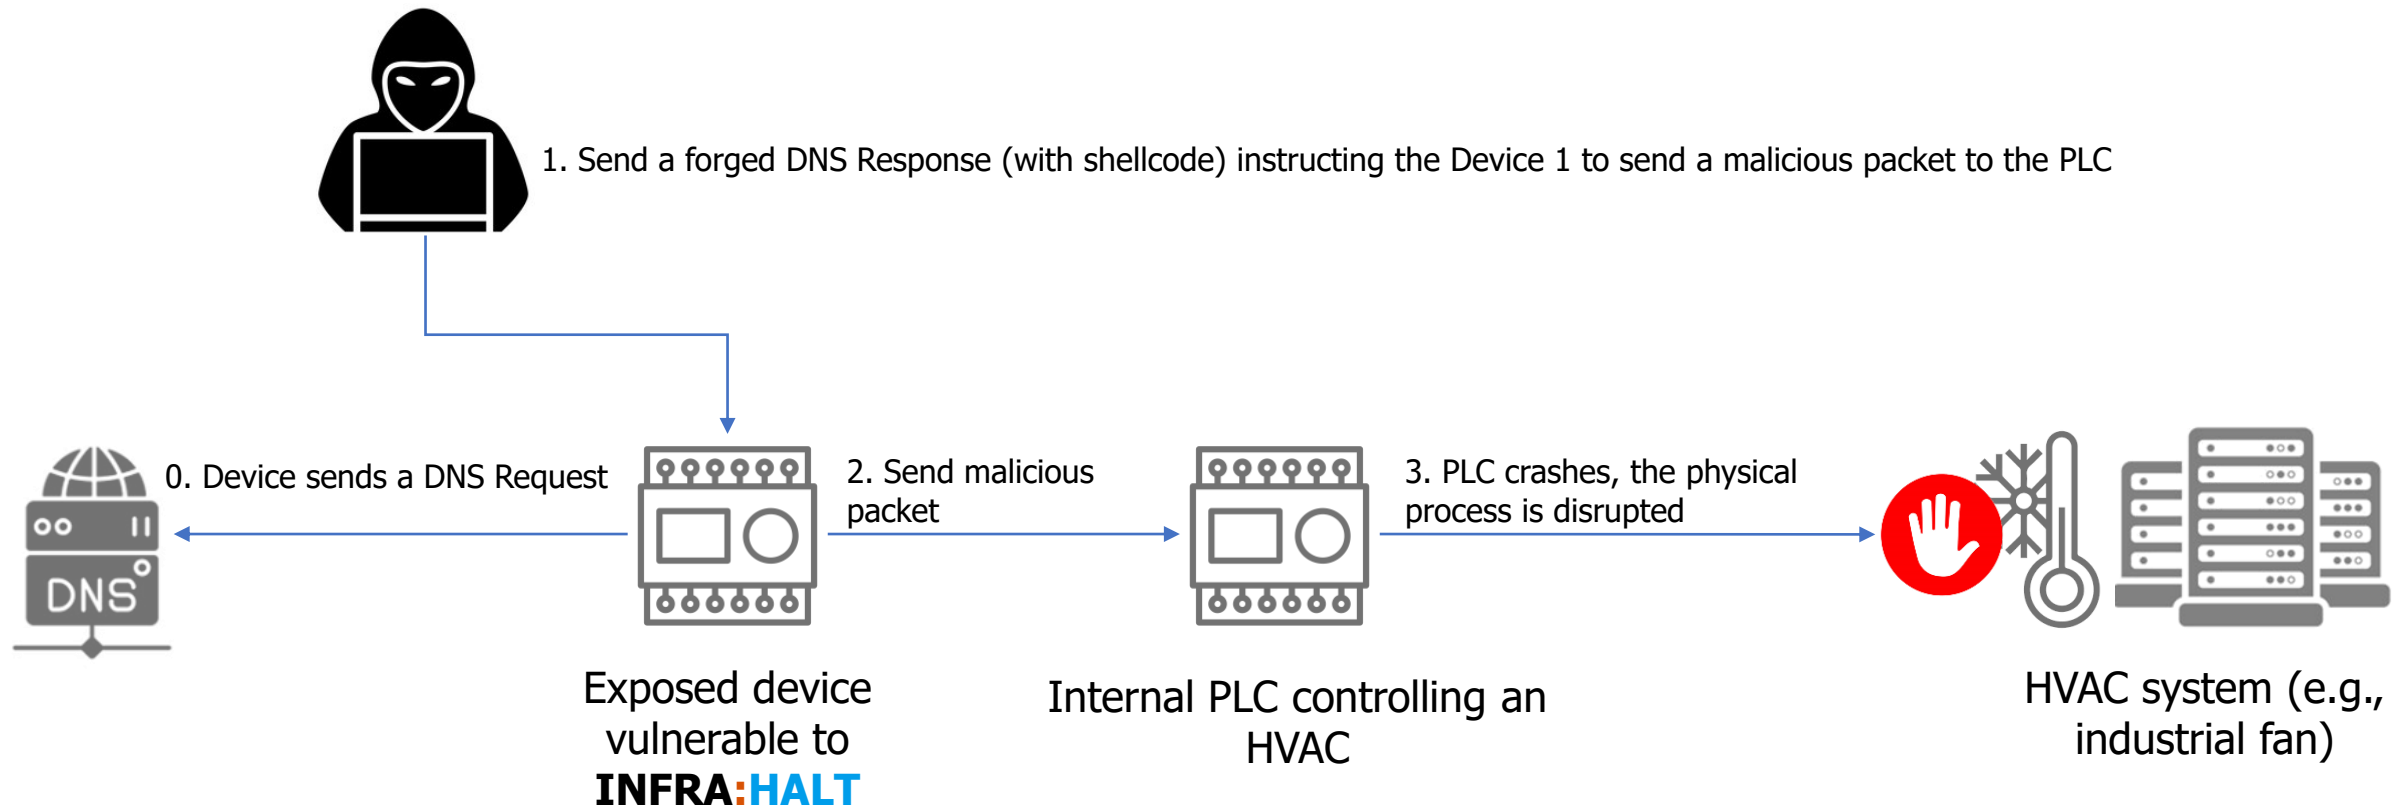 1. Send a forged DNS Response (with shellcode) instructing the Device 1 to send a malicious packet to the PLC
0. Device sends a DNS Request
2. Send malicious
packet
3. PLC crashes, the physical
process is disrupted
DNS
Exposed device
vulnerable to
INFRA:HALT
Internal PLC controlling an
HVAC
HVAC system (e.g.,
industrial fan)